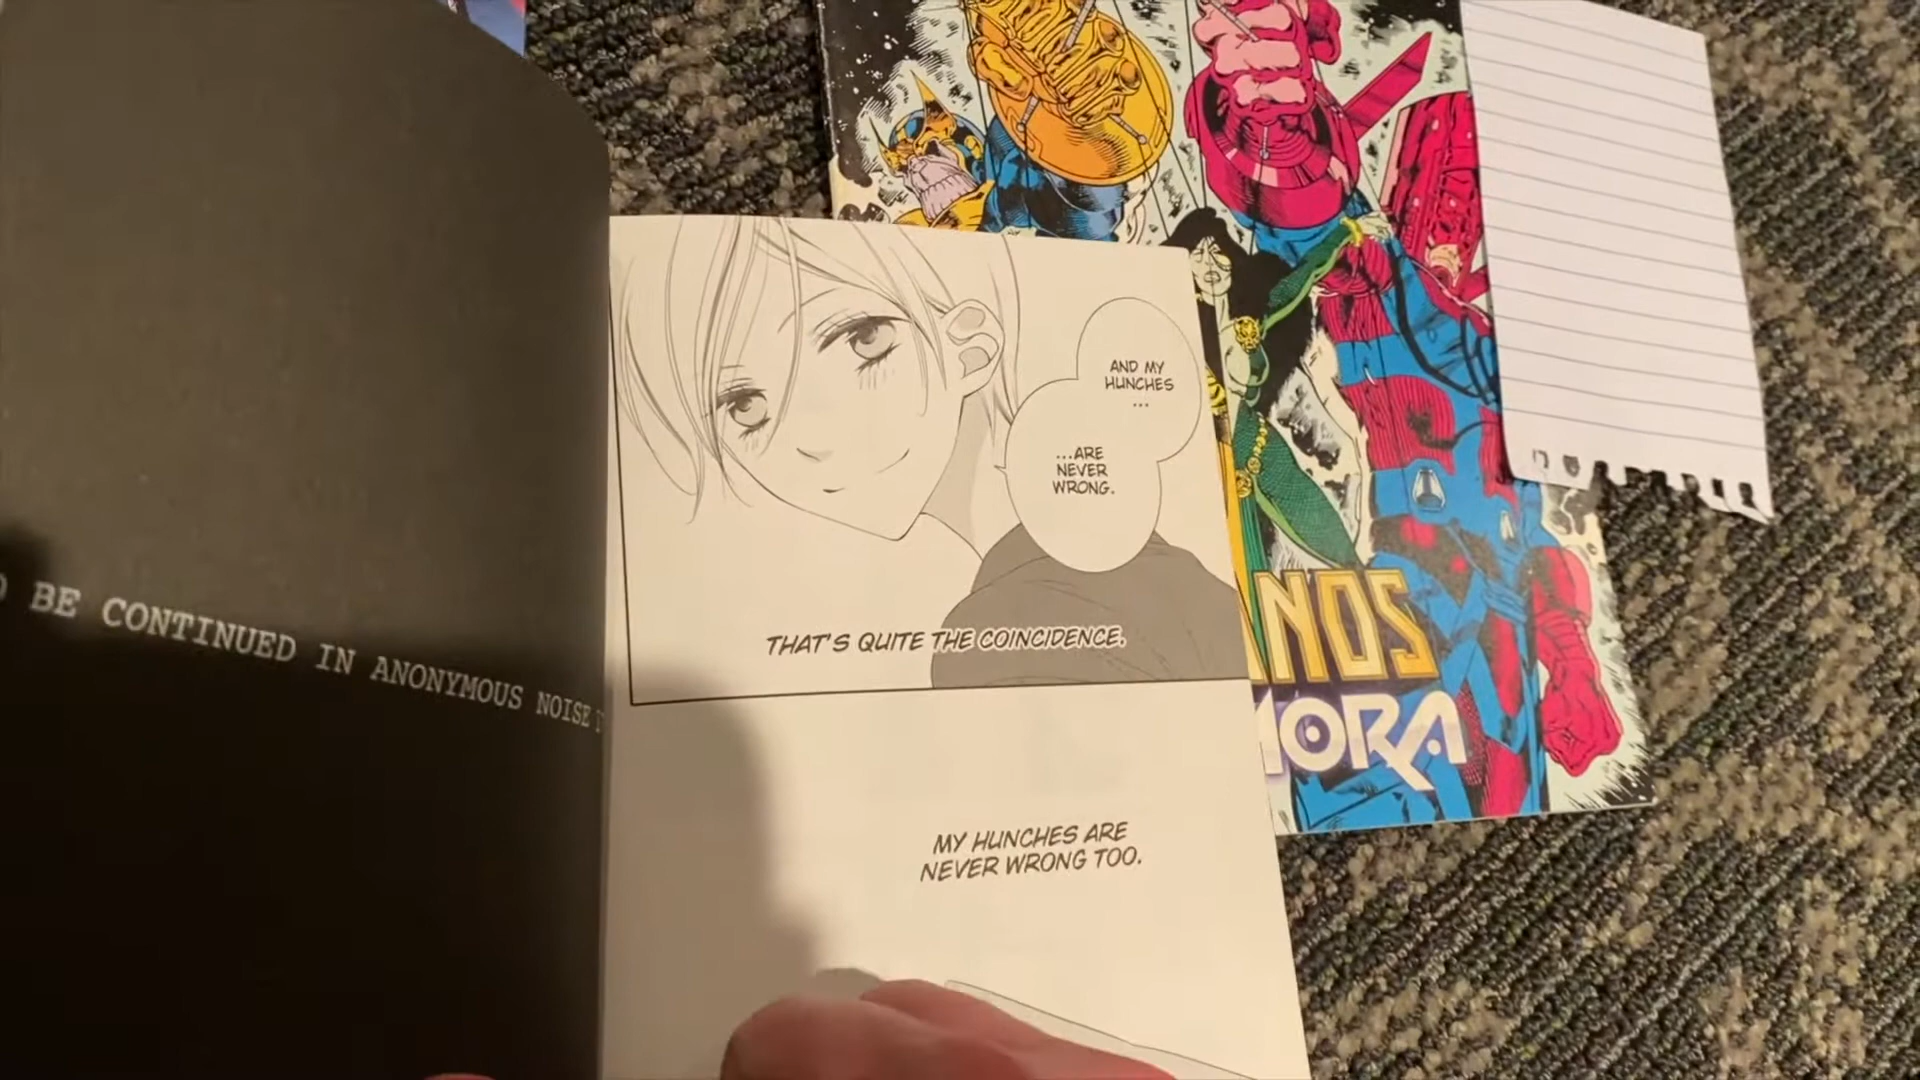 BE CONTINUED IN ANONYMOUS NOISE
AND MY
HUNCHES
...
...ARE
NEVER
WRONG.
THAT'S QUITE THE COINCIDENCE.
MY HUNCHES ARE
NEVER WRONG TOO.
NOS
MORA